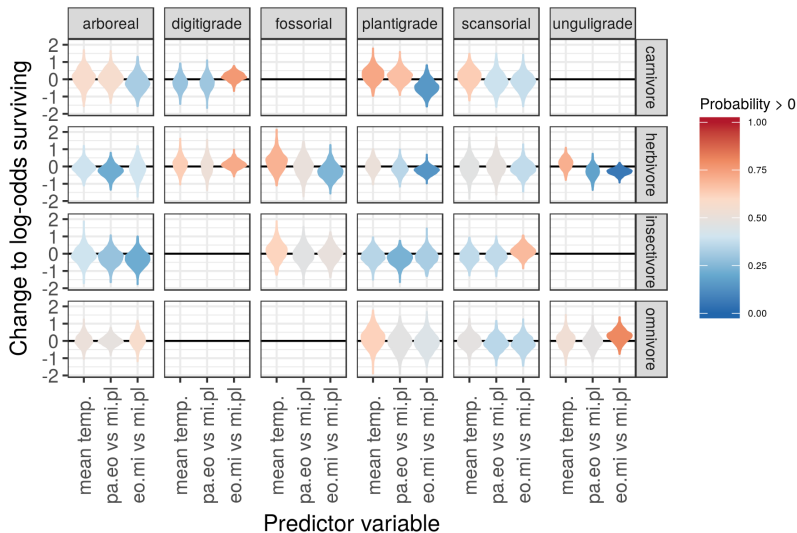 arboreal digitigrade fossorial plantigrade scansorial unguligrade
Change to log-odds surviving
2
1
0
-1
-2
carnivore
2
1
0
-1
-2
herbivore
2
1
0
-1
-2
insectivore
2
1
0
-1
-2
omnivore
mean temp. pa.eo vs mi.pl eo.mi vs mi.pl mean temp. pa.eo vs mi.pl eo.mi vs mi.pl mean temp. pa.eo vs mi.pl eo.mi vs mi.pl mean temp. pa.eo vs mi.pl eo.mi vs mi.pl mean temp. pa.eo vs mi.pl eo.mi vs mi.pl mean temp. pa.eo vs mi.pl eo.mi vs mi.pl
Predictor variable
Probability > 0
1.00
0.75
0.50
0.25
0.00